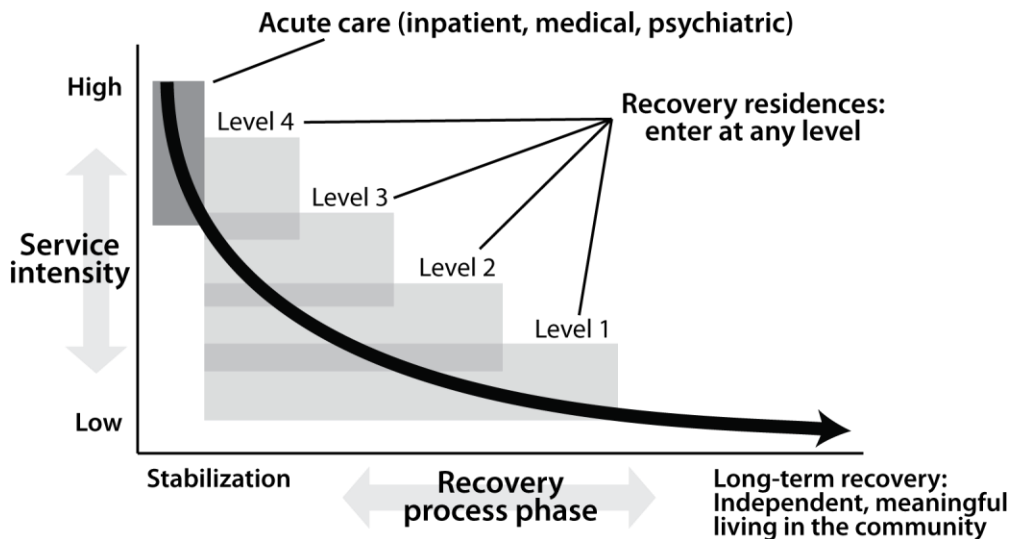 Acute care (inpatient, medical, psychiatric)
High
Level 4
Recovery residences:
enter at any level
Level 3
Service
intensity
Level 2
Level 1
Low
Stabilization
Recovery
process phase
Long-term recovery:
Independent, meaningful
living in the community